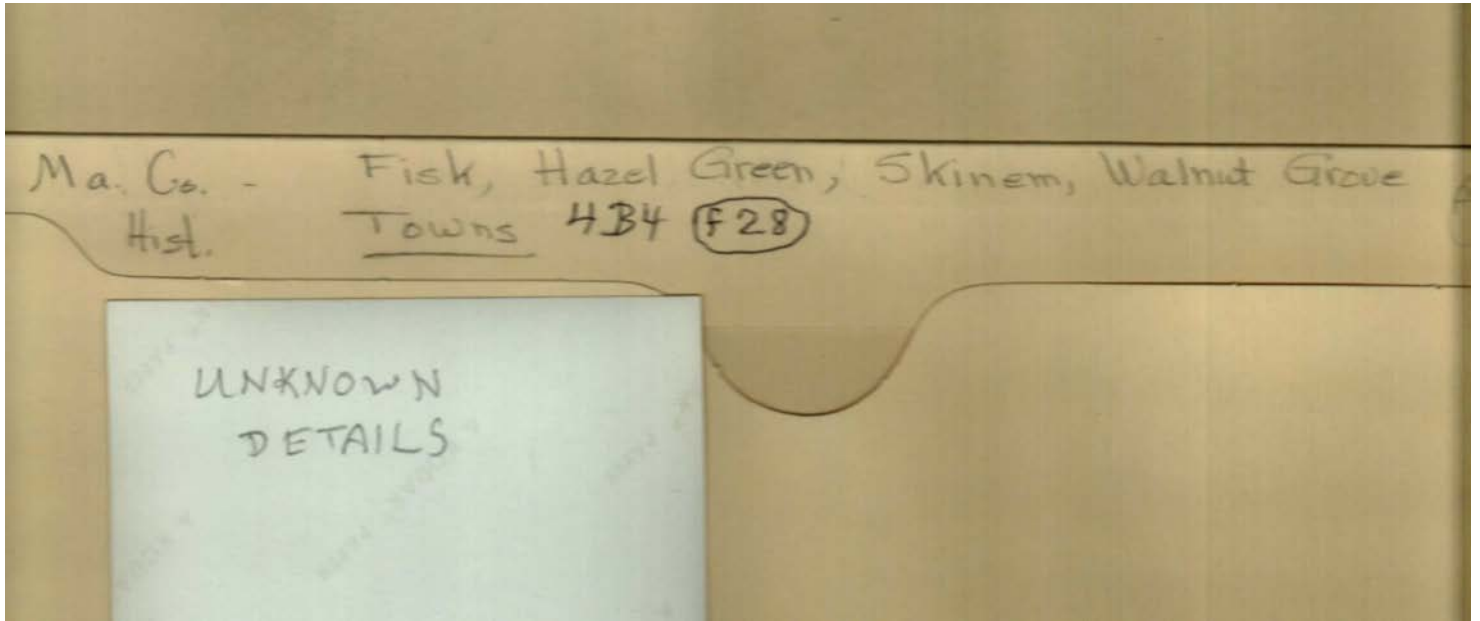 Ma. Co. - Fisk, Hazel Green, Skinem, Walnut Grove
Hist. Towns 4B4 F28
UNKNOWN
DETAILS